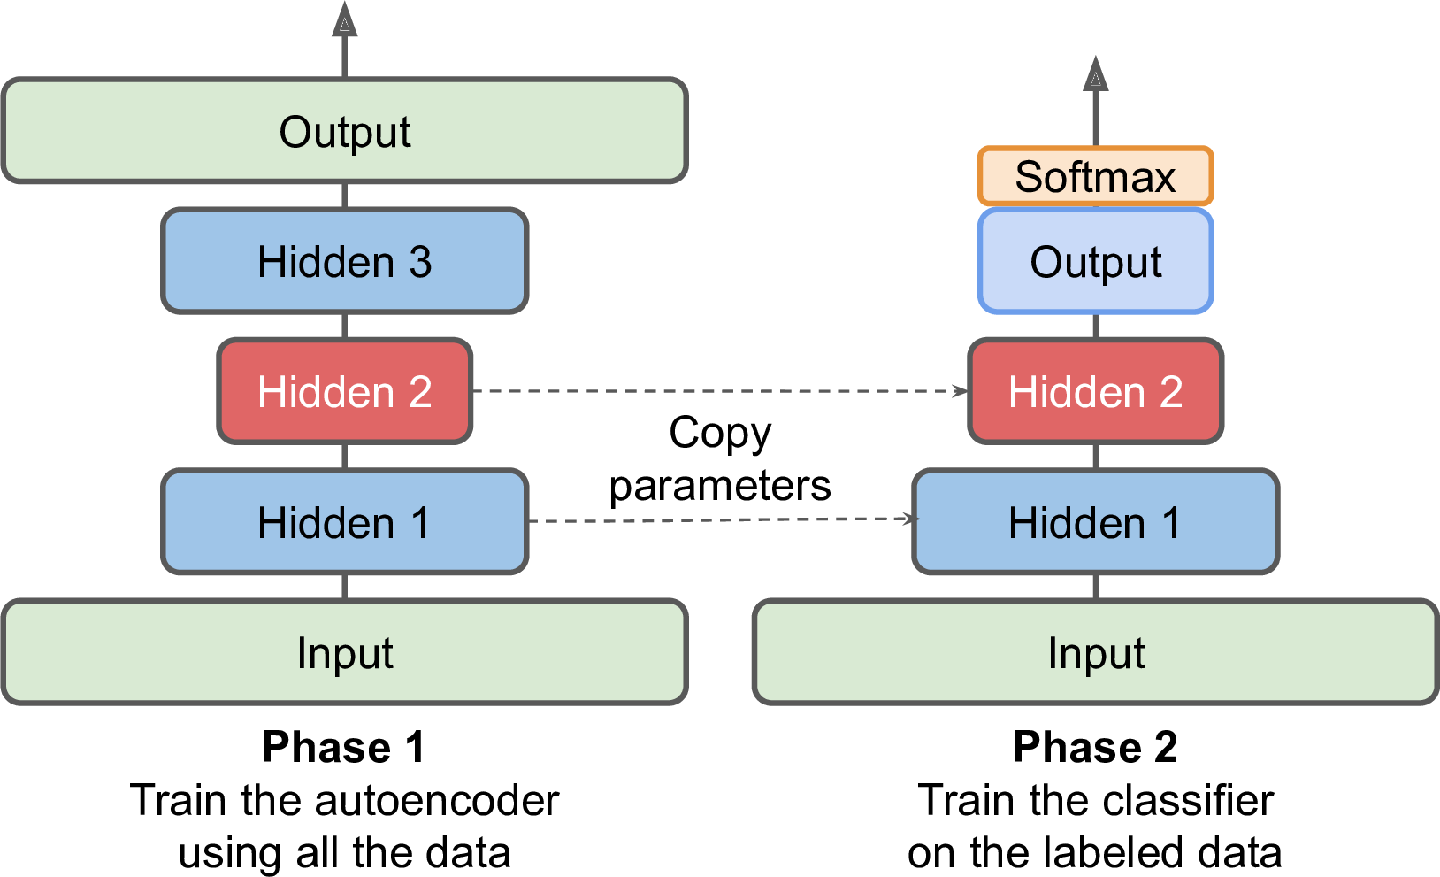 Output
Hidden 3
Hidden 2
Hidden 1
Input
Phase 1
Train the autoencoder
using all the data
Copy
parameters
Softmax
Output
Hidden 2
Hidden 1
Input
Phase 2
Train the classifier
on the labeled data